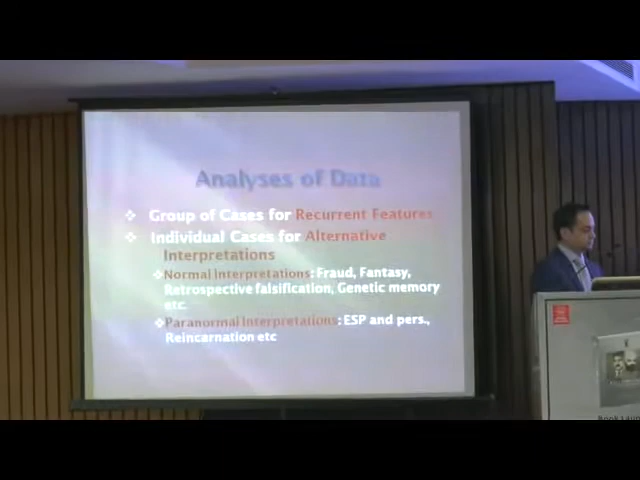 Analyses of Data
❖ Group of Cases for Recurrent Features
❖ Individual Cases for Alternative
Interpretations
❖Normal Interpretations: Fraud, Fantasy,
Retrospective falsification, Genetic memory
etc.
❖Paranormal Interpretations: ESP and pers.,
Reincarnation etc